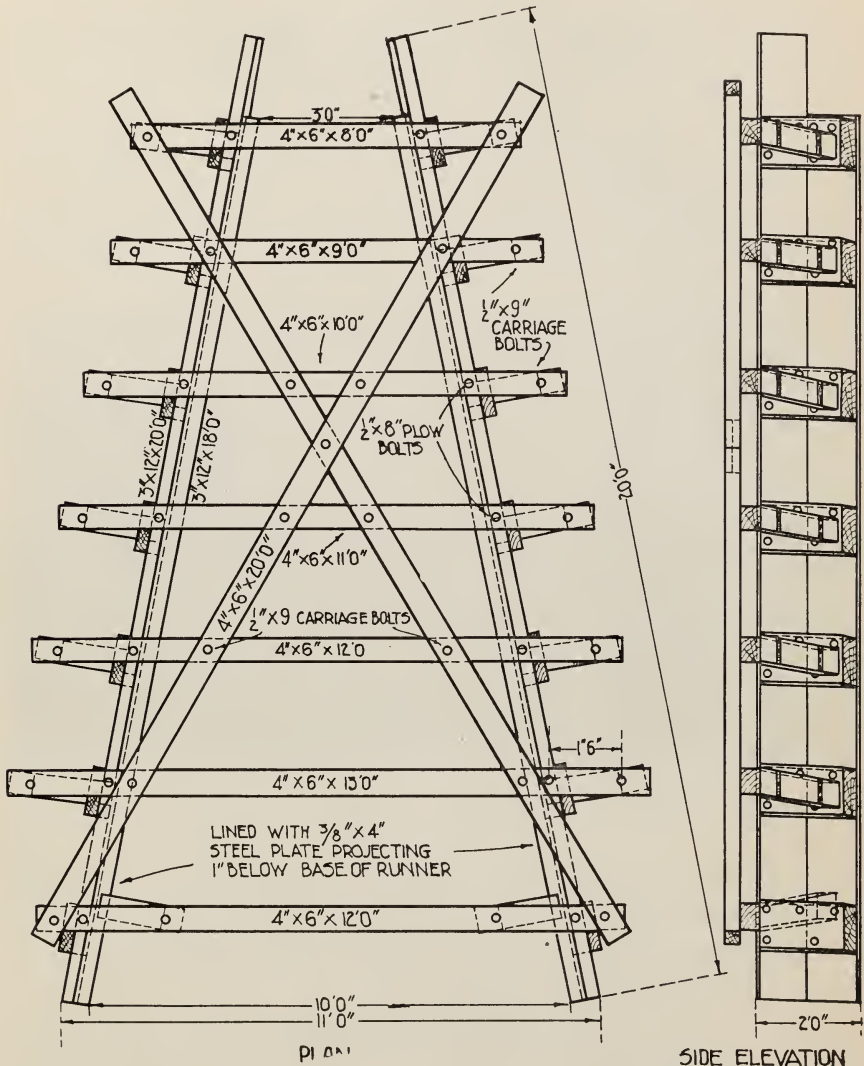 3'0"
4"x6"x8'0"
4"x6"x9'0"
4"x6"x10'0"
1/2"x9"
CARRIAGE
BOLTS
1/2"x8" PLOW
BOLTS
3"x12"x20'0"
3"x12"x18'0"
20'0"
4"x6"x11'0"
4"x6"x20'0"
1/2"x9 CARRIAGE BOLTS
4"x6"x12'0
1"6"
4"x6"x13'0"
LINED WITH 3/8"x4"
STEEL PLATE PROJECTING
1" BELOW BASE OF RUNNER
4"x6"x12'0"
10'0"
11'0"
2'0"
PLAN
SIDE ELEVATION